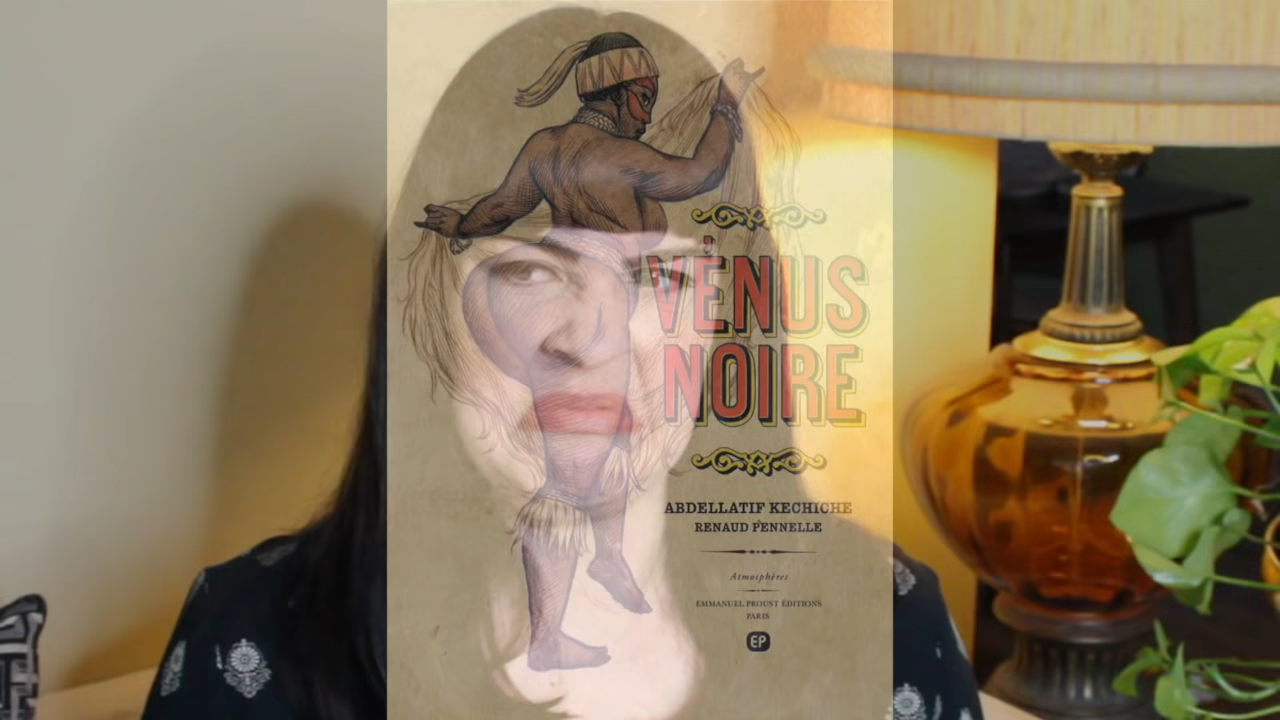 VÉNUS
NOIRE
ABDELLATIF KECHICHE
RENAUD PENNELLE
Atmosphères
EMMANUEL PROUST ÉDITIONS
PARIS
EP